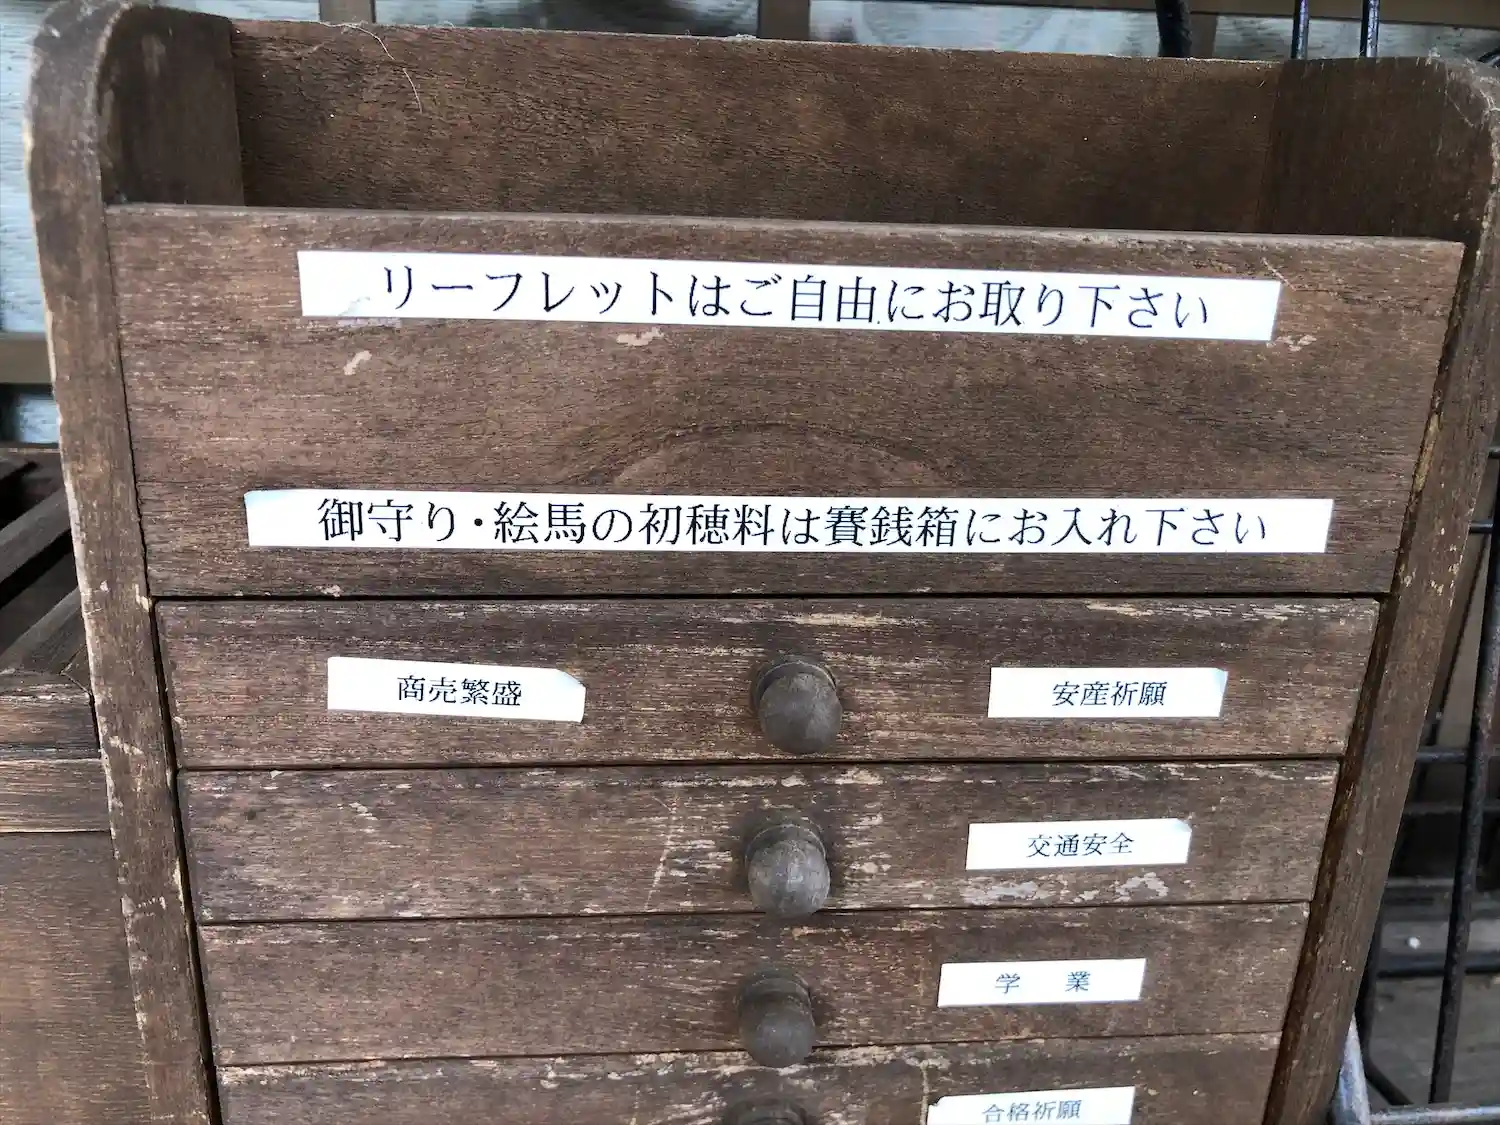 リーフレットはご自由にお取り下さい
御守り・絵馬の初穂料は賽銭箱にお入れ下さい
商売繁盛
安産祈願
交通安全
学　業
合格祈願